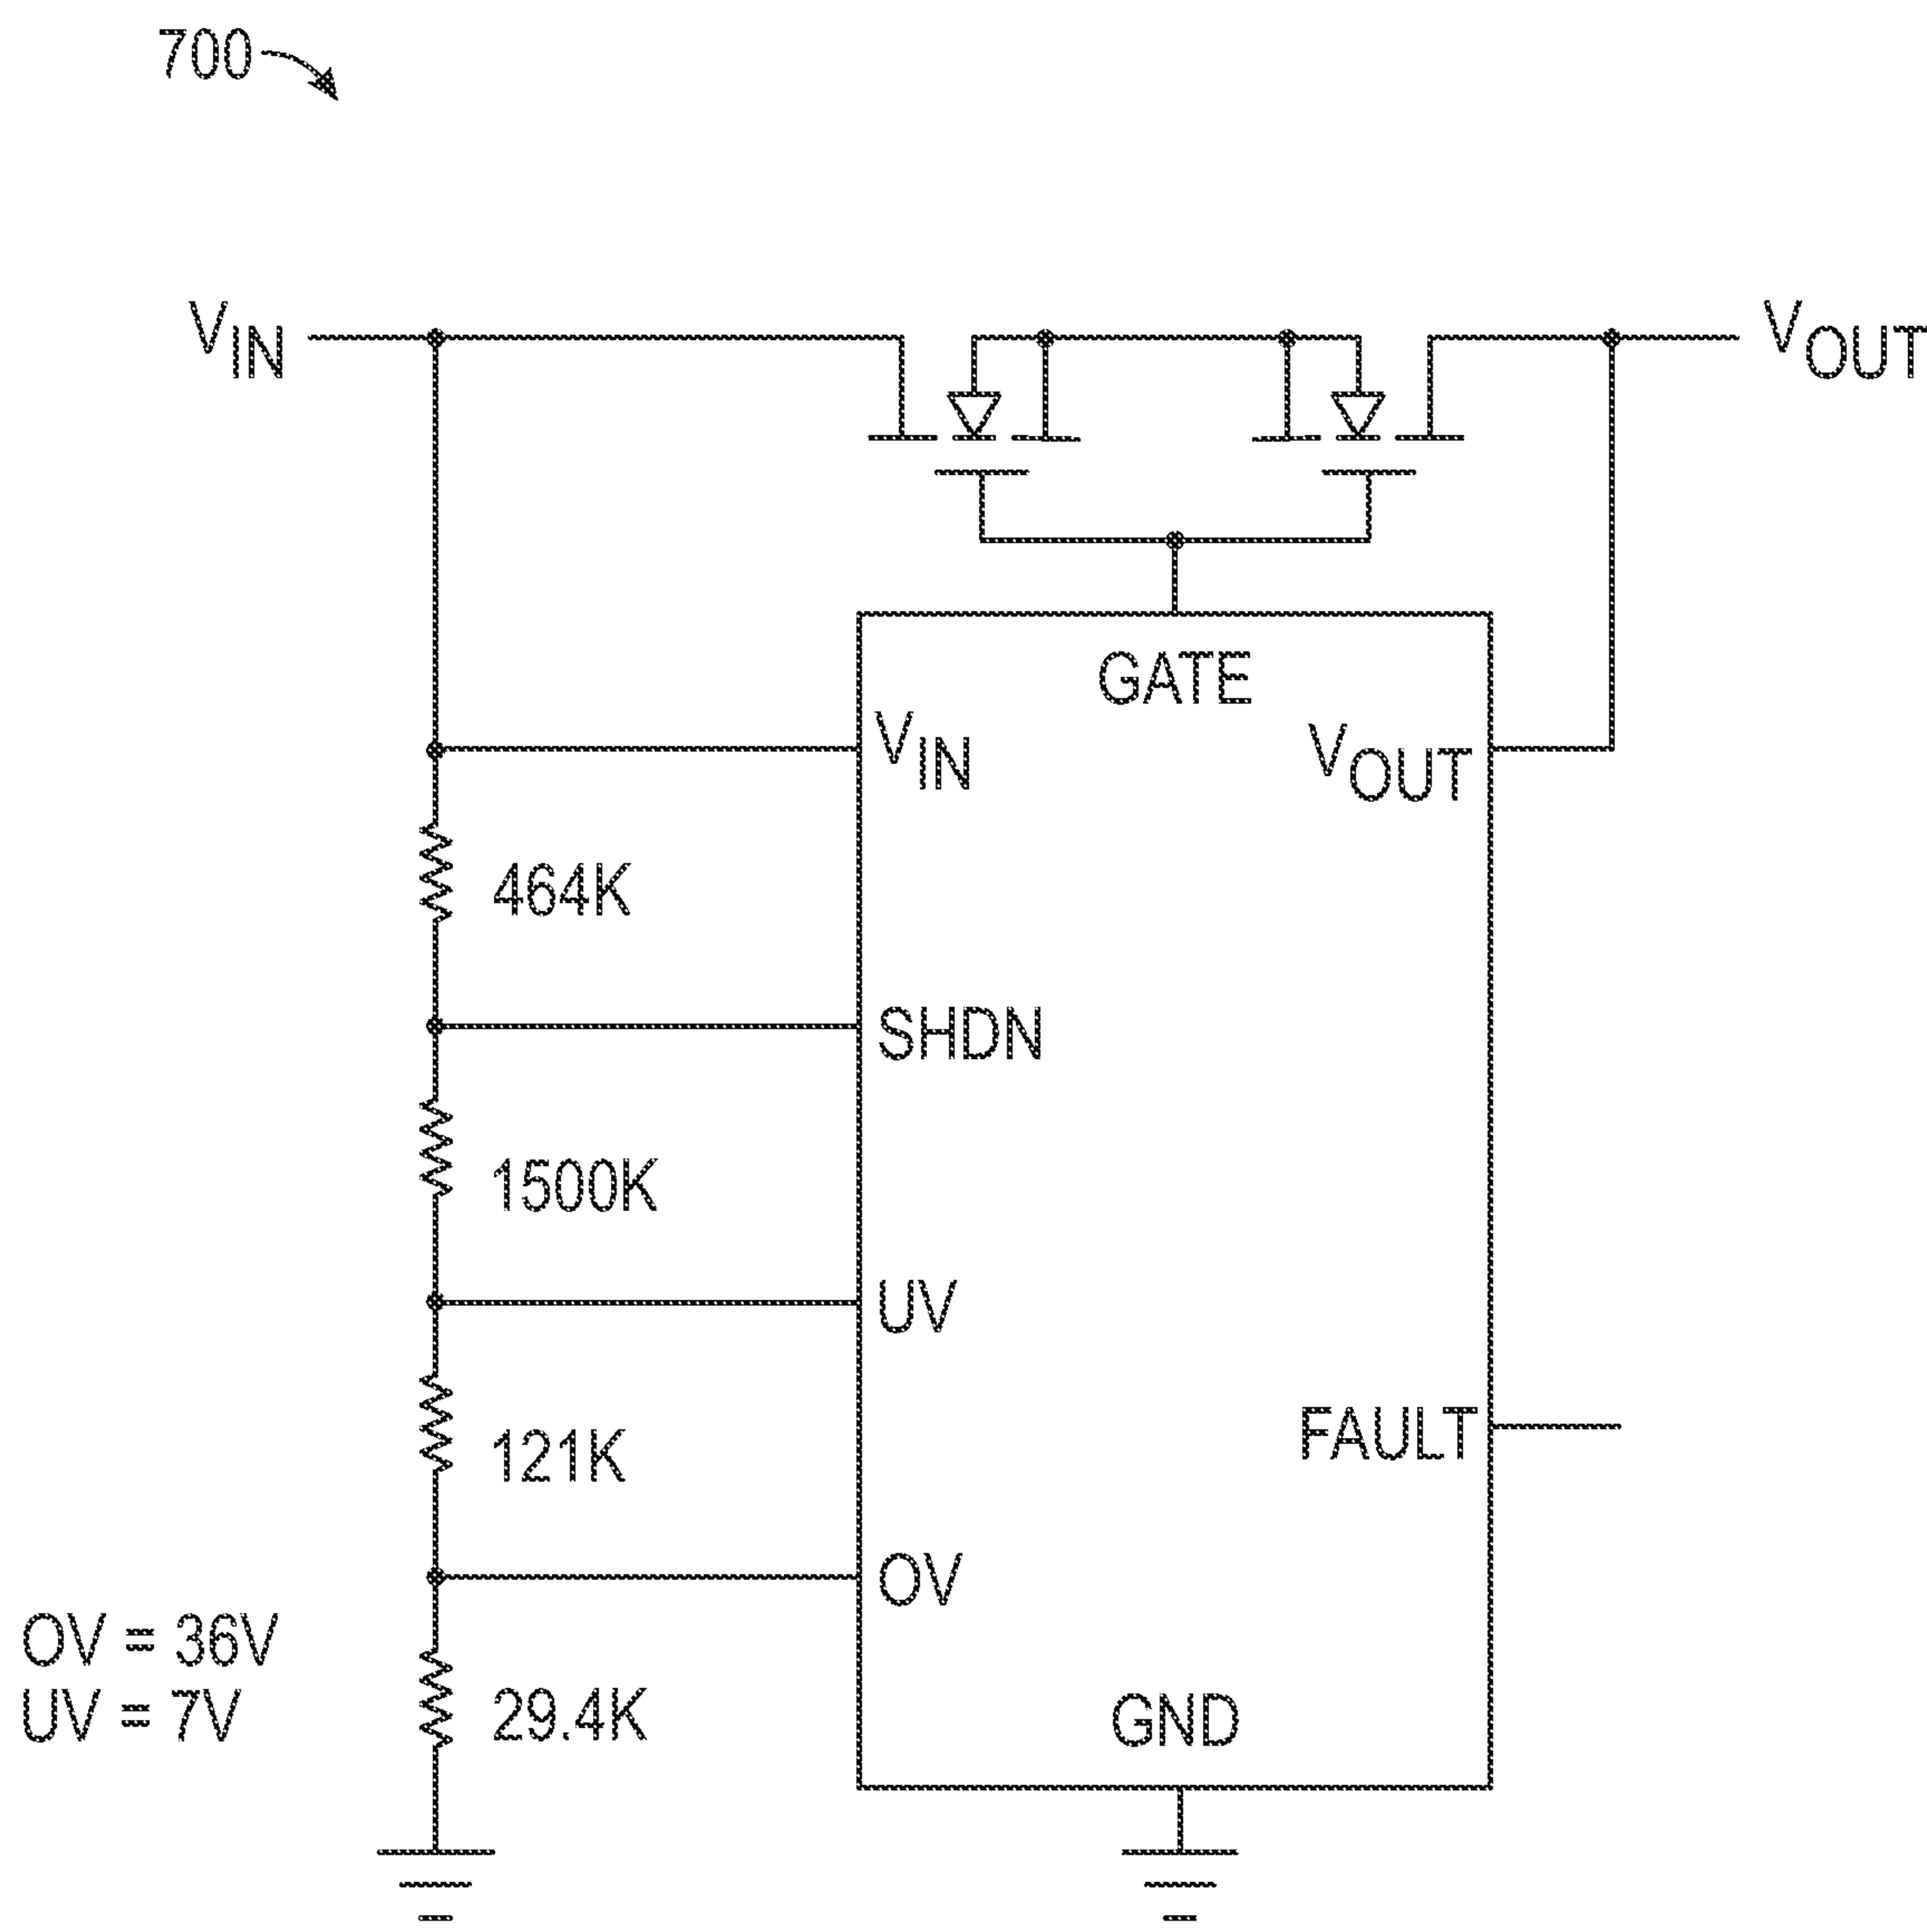 700
VIN
VOUT
GATE
VIN
VOUT
464K
SHDN
1500K
UV
FAULT
121K
OV
OV = 36V
UV = 7V
29.4K
GND